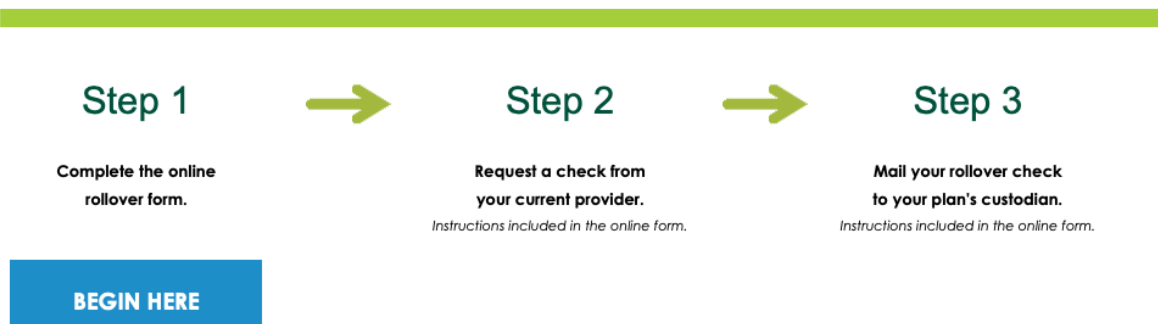 Step 1
Complete the online
rollover form.
BEGIN HERE
Step 2
Request a check from
your current provider.
Instructions included in the online form.
Step 3
Mail your rollover check
to your plan's custodian.
Instructions included in the online form.